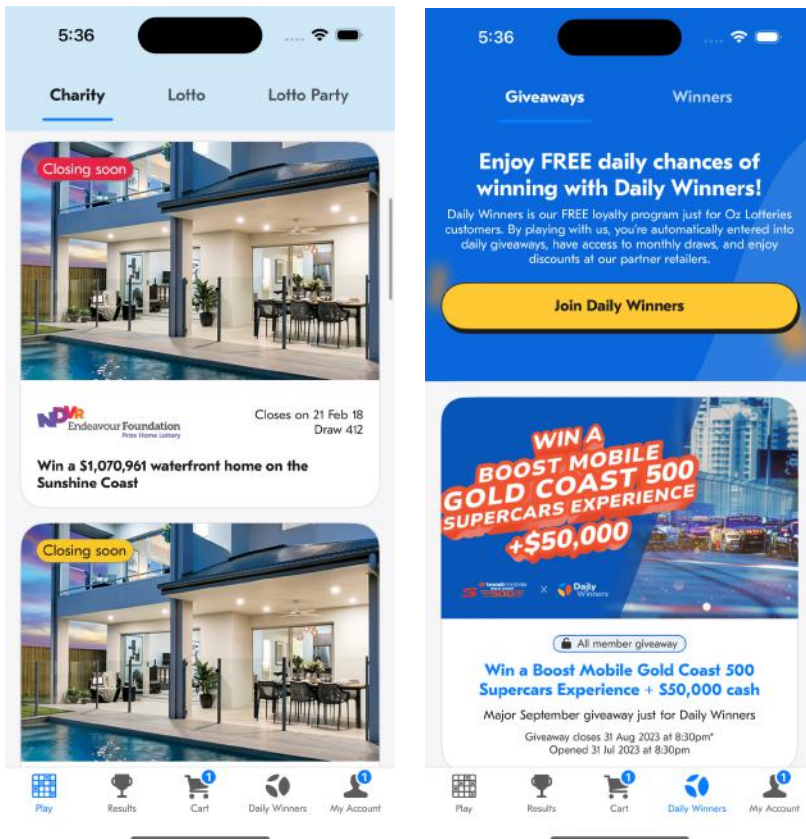 5:36
Charity
Lotto
Lotto Party
Closing soon
Endeavour Foundation
Prize Home Lottery
Closes on 21 Feb 18
Draw 412
Win a $1,070,961 waterfront home on the
Sunshine Coast
Closing soon
1
1
Play
Results
Cart
Daily Winners
My Account
5:36
Giveaways
Winners
Enjoy FREE daily chances of
winning with Daily Winners!
Daily Winners is our FREE loyalty program just for Oz Lotteries
customers. By playing with us, you're automatically entered into
daily giveaways, have access to monthly draws, and enjoy
discounts at our partner retailers.
Join Daily Winners
WIN A
BOOST MOBILE
GOLD COAST 500
SUPERCARS EXPERIENCE
+$50,000
boost mobile
GOLD COAST
500
×
Daily
Winners
All member giveaway
Win a Boost Mobile Gold Coast 500
Supercars Experience + $50,000 cash
Major September giveaway just for Daily Winners
Giveaway closes 31 Aug 2023 at 8:30pm*
Opened 31 Jul 2023 at 8:30pm
1
1
Play
Results
Cart
Daily Winners
My Account